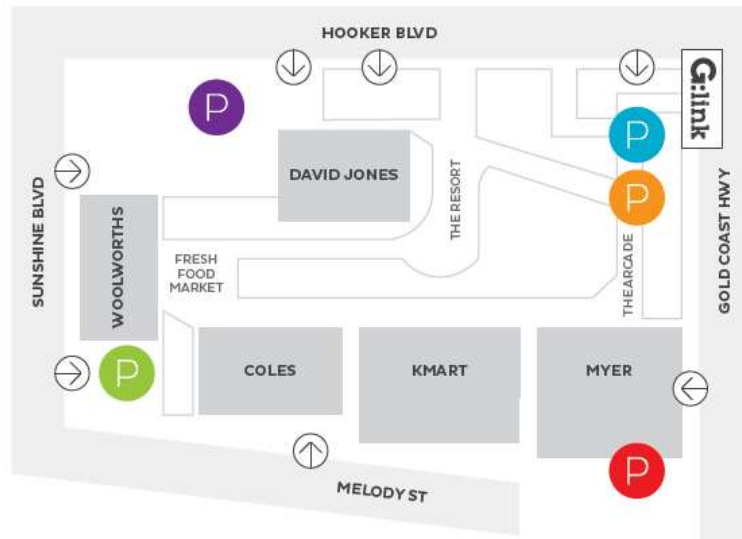 HOOKER BLVD
G:link
P
P
DAVID JONES
THE RESORT
P
SUNSHINE BLVD
WOOLWORTHS
GOLD COAST HWY
FRESH
FOOD
MARKET
THE ARCADE
P
COLES
KMART
MYER
P
MELODY ST